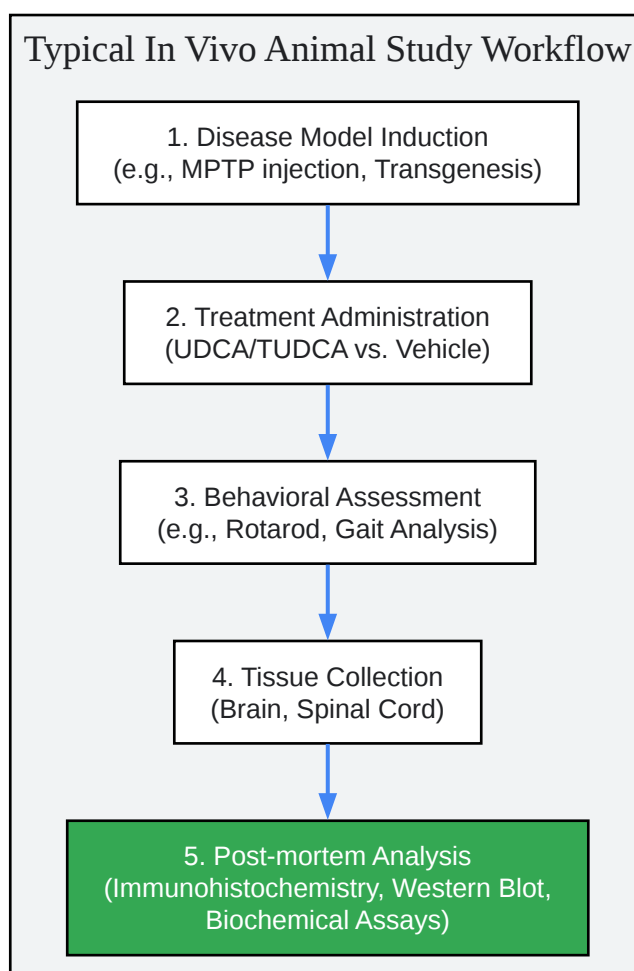 Typical In Vivo Animal Study Workflow
1. Disease Model Induction
(e.g., MPTP injection, Transgenesis)
2. Treatment Administration
(UDCA/TUDCA vs. Vehicle)
3. Behavioral Assessment
(e.g., Rotarod, Gait Analysis)
4. Tissue Collection
(Brain, Spinal Cord)
5. Post-mortem Analysis
(Immunohistochemistry, Western Blot,
Biochemical Assays)